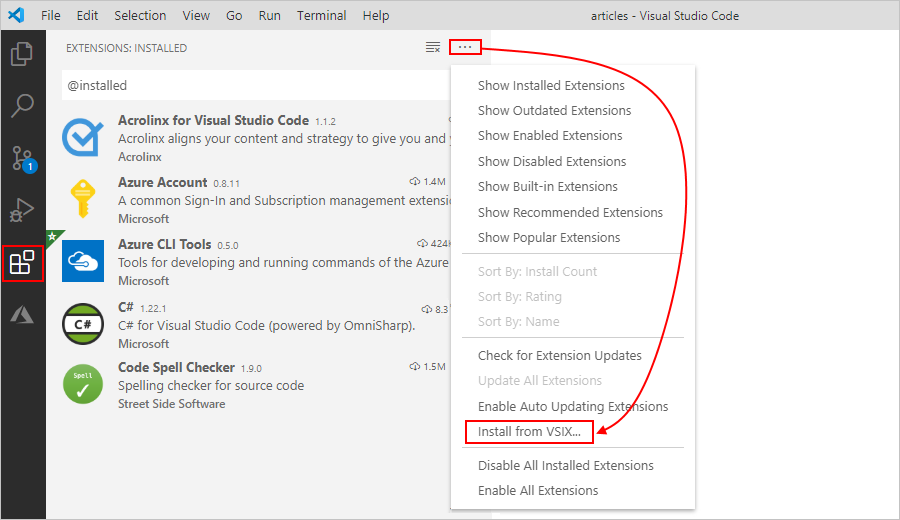 File Edit Selection View Go Run Terminal Help articles - Visual Studio Code
EXTENSIONS: INSTALLED ...
@installed
Acrolinx for Visual Studio Code 1.1.2
Acrolinx aligns your content and strategy to give you and
Acrolinx
Azure Account 0.8.11 1.4M
A common Sign-In and Subscription management extensio
Microsoft
Azure CLI Tools 0.5.0 424K
Tools for developing and running commands of the Azure
Microsoft
C# 1.22.1 8.3
C#
C# for Visual Studio Code (powered by OmniSharp).
Microsoft
Code Spell Checker 1.9.0 1.5M
Spell
Spelling checker for source code
Street Side Software
1
Show Installed Extensions
Show Outdated Extensions
Show Enabled Extensions
Show Disabled Extensions
Show Built-in Extensions
Show Recommended Extensions
Show Popular Extensions
Sort By: Install Count
Sort By: Rating
Sort By: Name
Check for Extension Updates
Update All Extensions
Enable Auto Updating Extensions
Install from VSIX...
Disable All Installed Extensions
Enable All Extensions